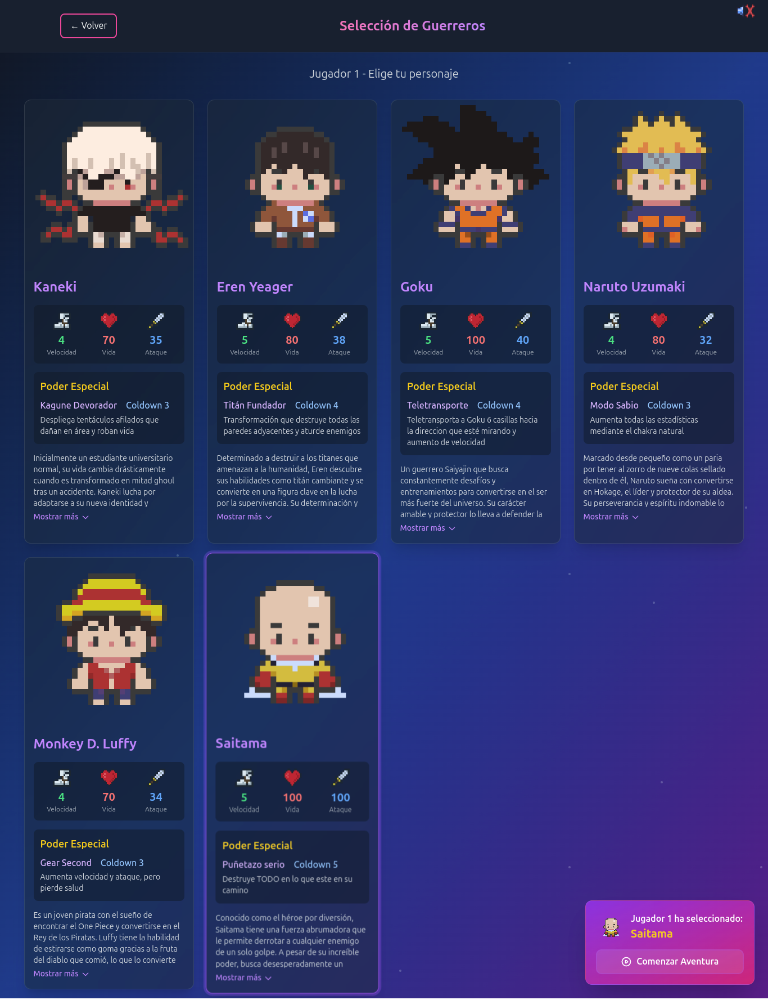 ← Volver
Selección de Guerreros
Jugador 1 - Elige tu personaje
Kaneki
4 70 35
Velocidad Vida Ataque
Poder Especial
Kagune Devorador Coldown 3
Despliega tentáculos afilados que
dañan en área y roban vida
Inicialmente un estudiante universitario
normal, su vida cambia drásticamente
cuando es transformado en mitad ghoul
tras un accidente. Kaneki lucha por
adaptarse a su nueva identidad y
Mostrar más
Eren Yeager
5 80 38
Velocidad Vida Ataque
Poder Especial
Titán Fundador Coldown 4
Transformación que destruye todas las
paredes adyacentes y aturde enemigos
Determinado a destruir a los titanes que
amenazan a la humanidad, Eren descubre
sus habilidades como titán cambiante y se
convierte en una figura clave en la lucha
por la supervivencia. Su determinación y
Mostrar más
Goku
5 100 40
Velocidad Vida Ataque
Poder Especial
Teletransporte Coldown 4
Teletransporta a Goku 6 casillas hacia
la direccion que esté mirando y
aumento de velocidad
Un guerrero Saiyajin que busca
constantemente desafíos y
entrenamientos para convertirse en el ser
más fuerte del universo. Su carácter
amable y protector lo lleva a defender la
Mostrar más
Naruto Uzumaki
4 80 32
Velocidad Vida Ataque
Poder Especial
Modo Sabio Coldown 3
Aumenta todas las estadísticas
mediante el chakra natural
Marcado desde pequeño como un paria
por tener al zorro de nueve colas sellado
dentro de él, Naruto sueña con convertirse
en Hokage, el líder y protector de su aldea.
Su perseverancia y espíritu indomable lo
Mostrar más
Monkey D. Luffy
4 70 34
Velocidad Vida Ataque
Poder Especial
Gear Second Coldown 3
Aumenta velocidad y ataque, pero
pierde salud
Es un joven pirata con el sueño de
encontrar el One Piece y convertirse en el
Rey de los Piratas. Luffy tiene la habilidad
de estirarse como goma gracias a la fruta
del diablo que comió, lo que lo convierte
Mostrar más
Saitama
5 100 100
Velocidad Vida Ataque
Poder Especial
Puñetazo serio Coldown 5
Destruye TODO en lo que este en su
camino
Conocido como el héroe por diversión,
Saitama tiene una fuerza abrumadora que
le permite derrotar a cualquier enemigo
de un solo golpe. A pesar de su increíble
poder, busca desesperadamente un
Mostrar más
Jugador 1 ha seleccionado:
Saitama
Comenzar Aventura